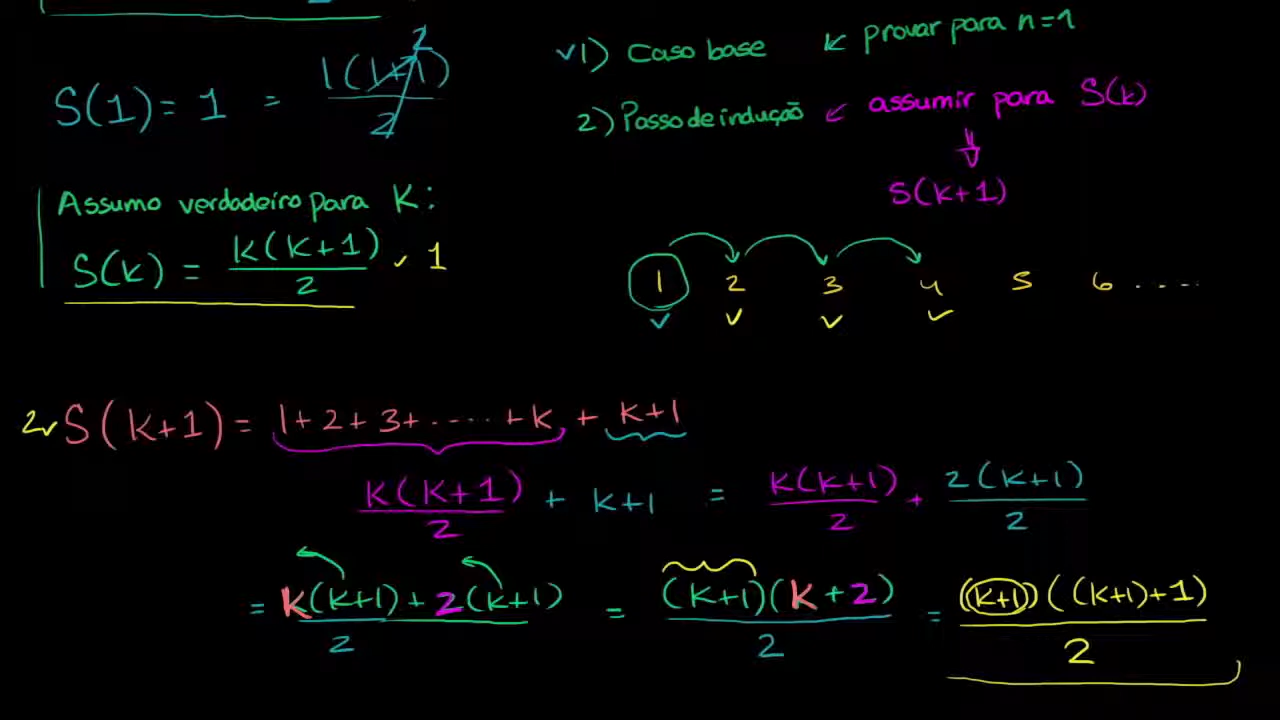 S(1) = 1 = 1(1+1)/2 2
√1) Caso base ← provar para n=1
2) Passo de indução ← assumir para S(k)
↓
S(k+1)
Assumo verdadeiro para K:
S(k) = k(k+1)/2 ✓ 1
1 2 3 4 5 6 .....
✓ ✓ ✓ ✓
2✓ S(k+1) = 1+2+3+.....+k + k+1
k(k+1)/2 + k+1 = k(k+1)/2 + 2(k+1)/2
= k(k+1)+2(k+1)/2 = (k+1)(k+2)/2 = ((k+1))((k+1)+1)/2